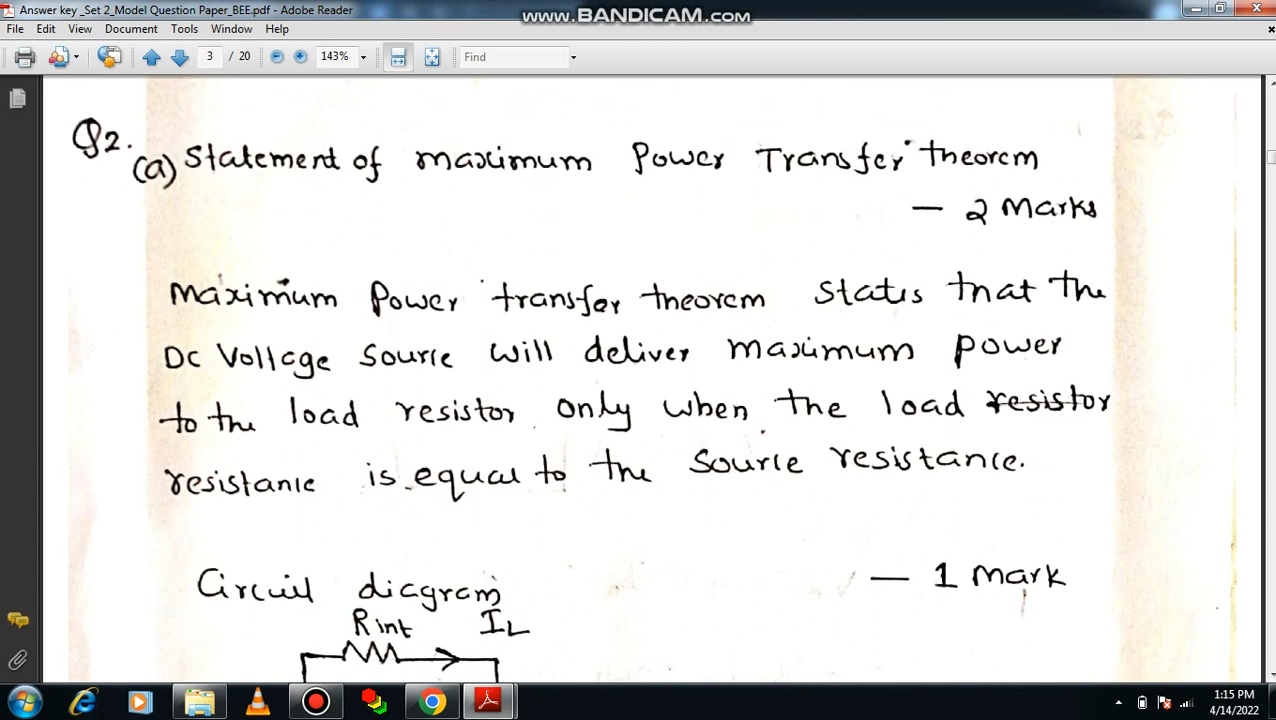 Answer key _Set 2_Model Question Paper_BEE.pdf - Adobe Reader
www.BANDICAM.com
File Edit View Document Tools Window Help
3 / 20 143% Find
Q2.
(a) Statement of maximum Power Transfer theorem
— 2 Marks
Maximum Power transfer theorem states that the
DC Voltage source will deliver maximum power
to the load resistor only when the load resistor
resistance is equal to the source resistance.
Circuit diagram — 1 Mark
Rint IL
1:15 PM
4/14/2022